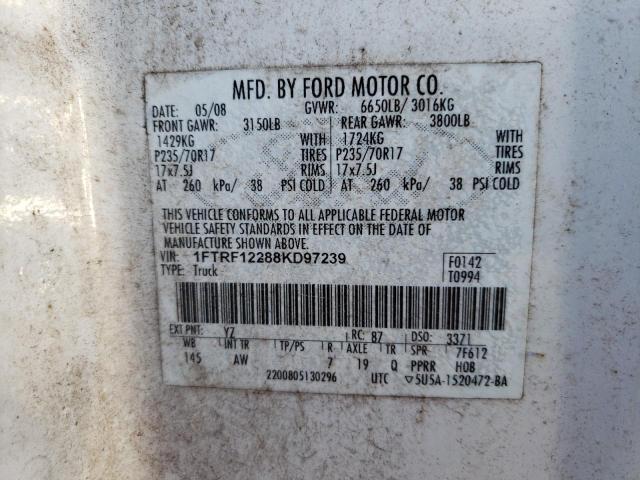 MFD. BY FORD MOTOR CO.
DATE: 05/08 GVWR: 6650LB/ 3016KG
FRONT GAWR: 3150LB REAR GAWR: 3800LB
1429KG WITH 1724KG WITH
P235/70R17 TIRES P235/70R17 TIRES
17x7.5J RIMS 17x7.5J RIMS
AT 260 kPa/ 38 PSI COLD AT 260 kPa/ 38 PSI COLD
THIS VEHICLE CONFORMS TO ALL APPLICABLE FEDERAL MOTOR
VEHICLE SAFETY STANDARDS IN EFFECT ON THE DATE OF
MANUFACTURE SHOWN ABOVE.
VIN: 1FTRF12288KD97239 F0142
TYPE: Truck T0994
EXT PNT: YZ RC: 87 DSO: 3371
WB INT TR TP/PS R AXLE TR SPR 7F612
145 AW 7 19 Q PPRR HOB
2200805130296 UTC 5U5A-1520472-BA